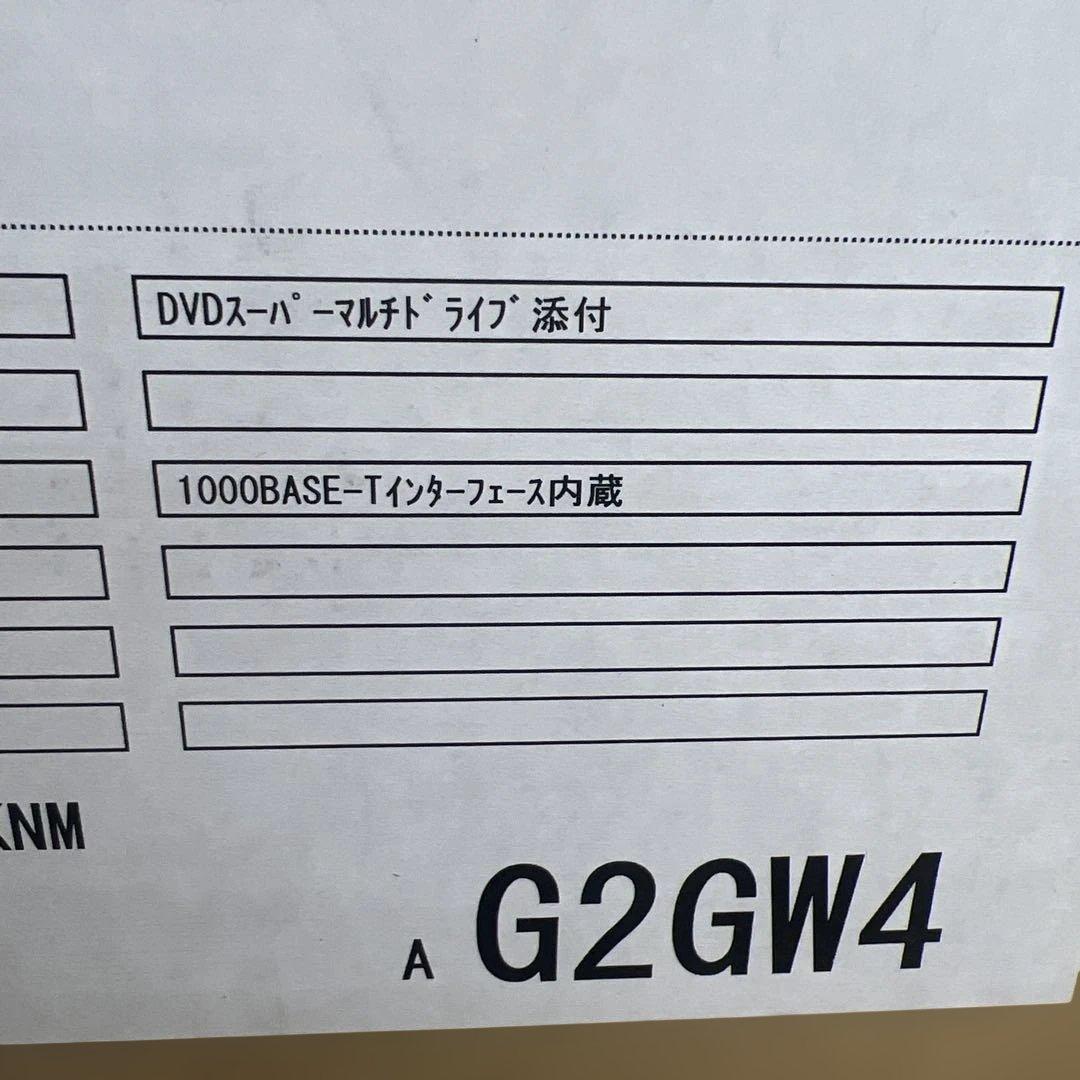 DVDｽｰﾊﾟｰﾏﾙﾁﾄﾞﾗｲﾌﾞ添付
1000BASE-Tｲﾝﾀｰﾌｪｰｽ内蔵
KNM
A G2GW4